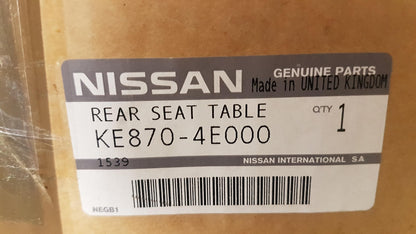 NISSAN GENUINE PARTS
Made in UNITED KINGDOM
REAR SEAT TABLE QTY 1
KE870-4E000
1539 NISSAN INTERNATIONAL SA
NEGB1